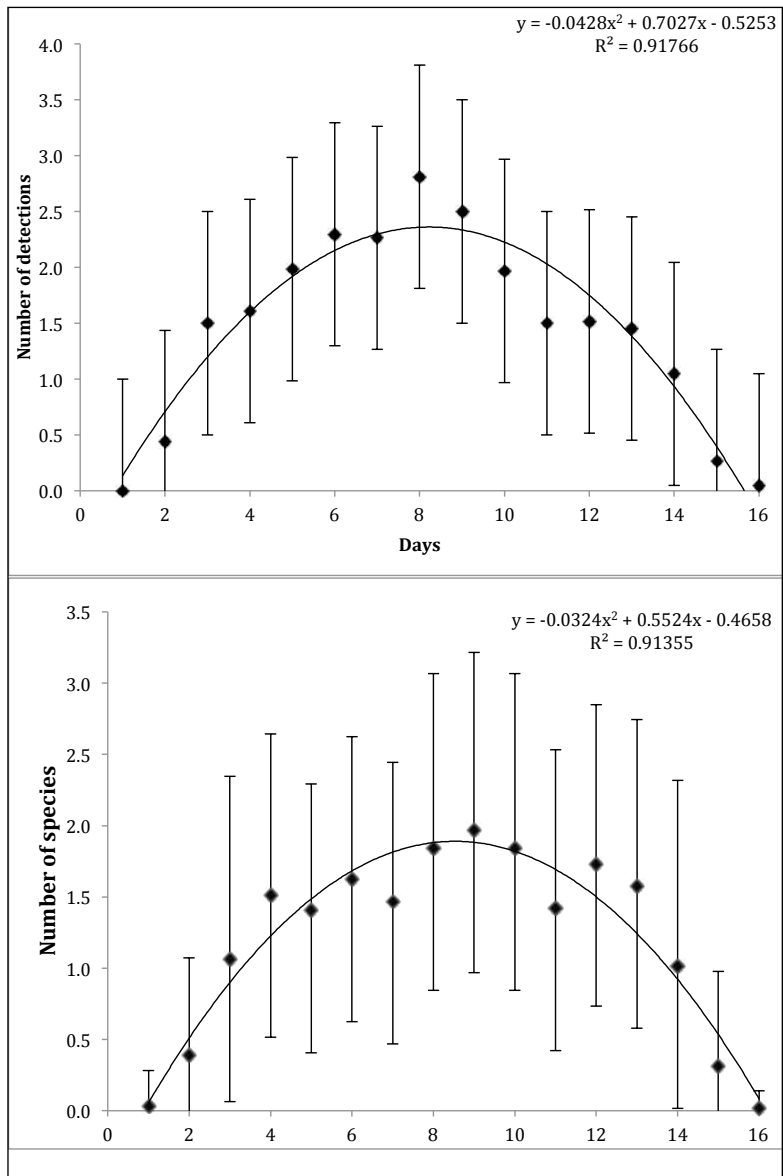 y = -0.0428x² + 0.7027x - 0.5253
R² = 0.91766
4.0
3.5
3.0
2.5
2.0
1.5
1.0
0.5
0.0
Number of detections
0 2 4 6 8 10 12 14 16
Days
y = -0.0324x² + 0.5524x - 0.4658
R² = 0.91355
3.5
3.0
2.5
2.0
1.5
1.0
0.5
0.0
Number of species
0 2 4 6 8 10 12 14 16